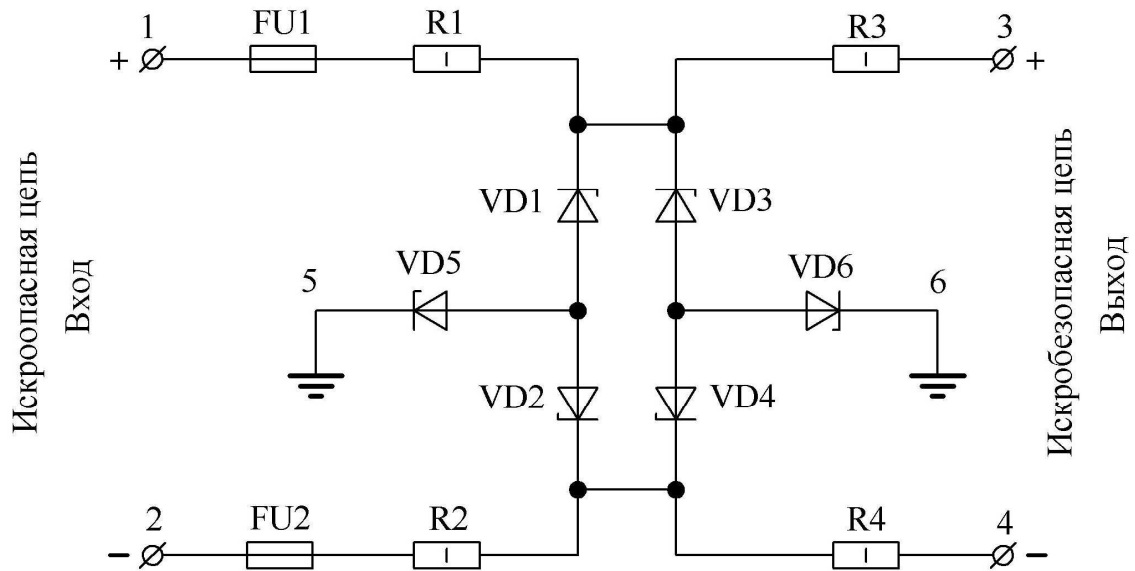 1 FU1 R1 R3 3
+ +
VD1 VD3
5 VD5 VD6 6
VD2 VD4
2 FU2 R2 R4 4
− −
Искроопасная цепь
Вход
Искробезопасная цепь
Выход